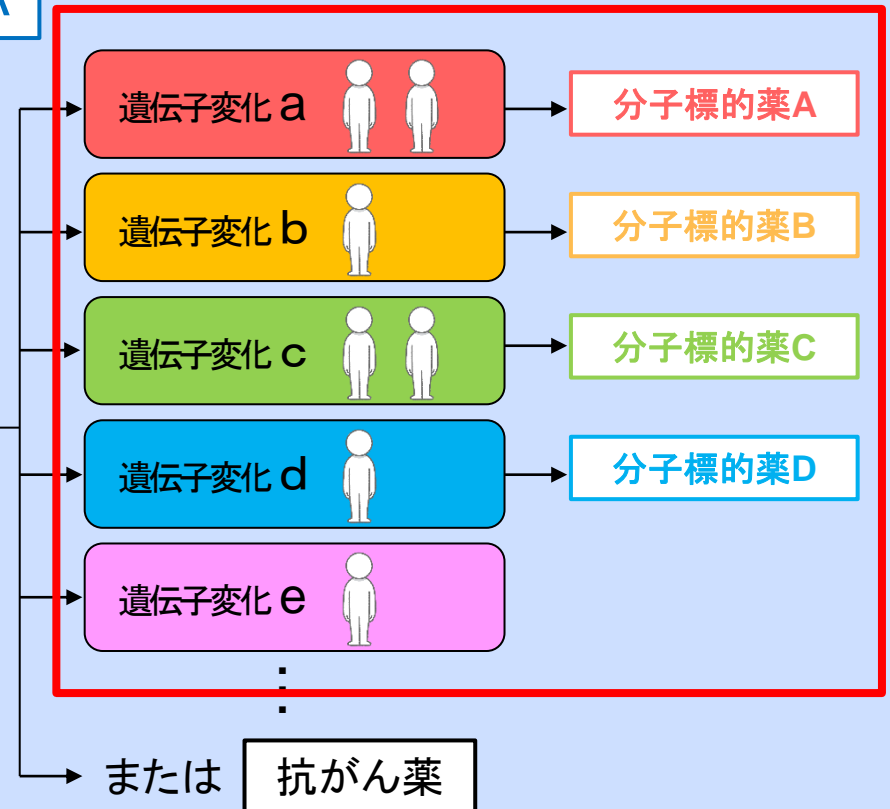 A
遺伝子変化 a
分子標的薬A
遺伝子変化 b
分子標的薬B
遺伝子変化 c
分子標的薬C
遺伝子変化 d
分子標的薬D
遺伝子変化 e
⋮
または 抗がん薬